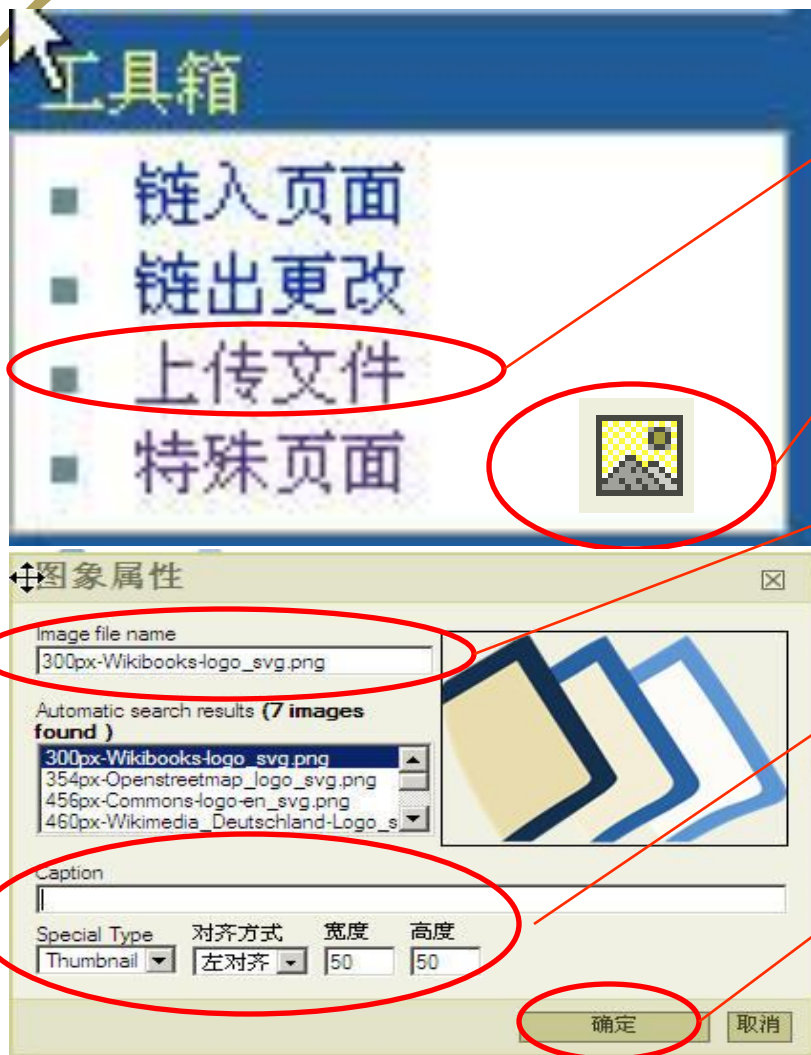 工具箱
链入页面
链出更改
上传文件
特殊页面
图象属性
Image file name
300px-Wikibooks-logo_svg.png
Automatic search results (7 images
found )
300px-Wikibooks-logo_svg.png
354px-Openstreetmap_logo_svg.png
456px-Commons-logo-en_svg.png
460px-Wikimedia_Deutschland-Logo_s
Caption
Special Type 对齐方式 宽度 高度
Thumbnail 左对齐 50 50
确定 取消